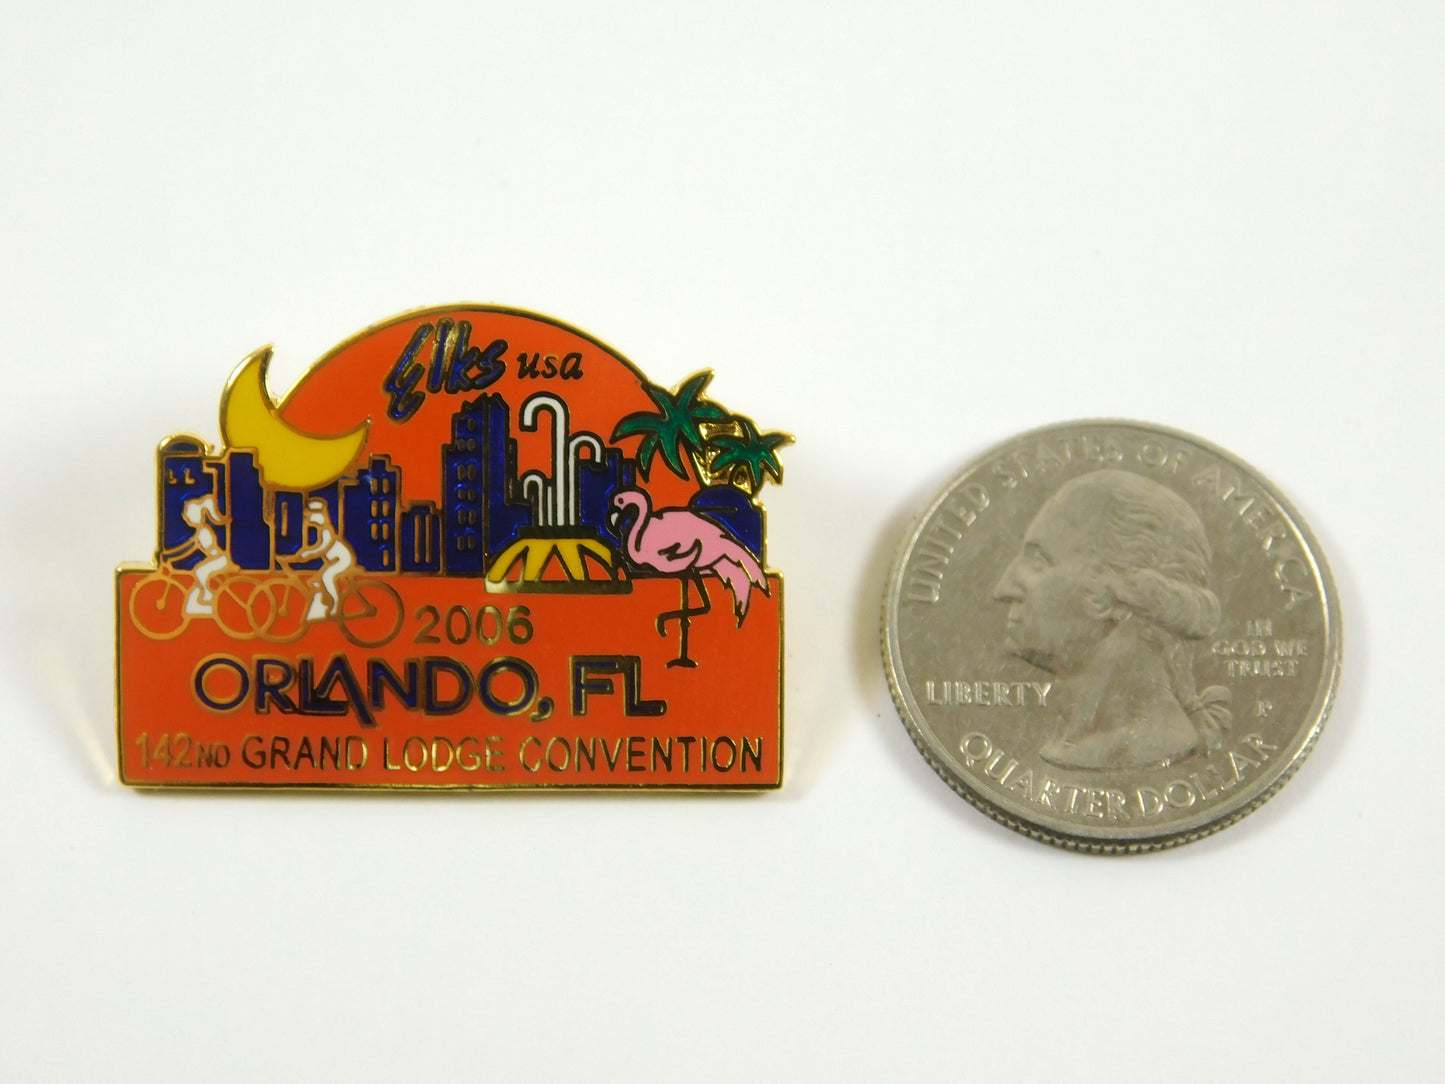 Elks USA
2006
ORLANDO, FL
142ND GRAND LODGE CONVENTION
UNITED STATES OF AMERICA
LIBERTY
IN
GOD WE
TRUST
P
QUARTER DOLLAR